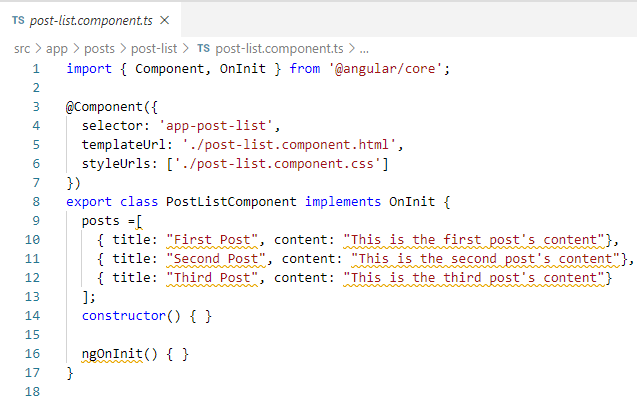 TS post-list.component.ts ×
src > app > posts > post-list > TS post-list.component.ts > ...
1 import { Component, OnInit } from '@angular/core';
2
3 @Component({
4   selector: 'app-post-list',
5   templateUrl: './post-list.component.html',
6   styleUrls: ['./post-list.component.css']
7 })
8 export class PostListComponent implements OnInit {
9   posts =[
10     { title: "First Post", content: "This is the first post's content"},
11     { title: "Second Post", content: "This is the second post's content"},
12     { title: "Third Post", content: "This is the third post's content"}
13   ];
14   constructor() { }
15
16   ngOnInit() { }
17 }
18